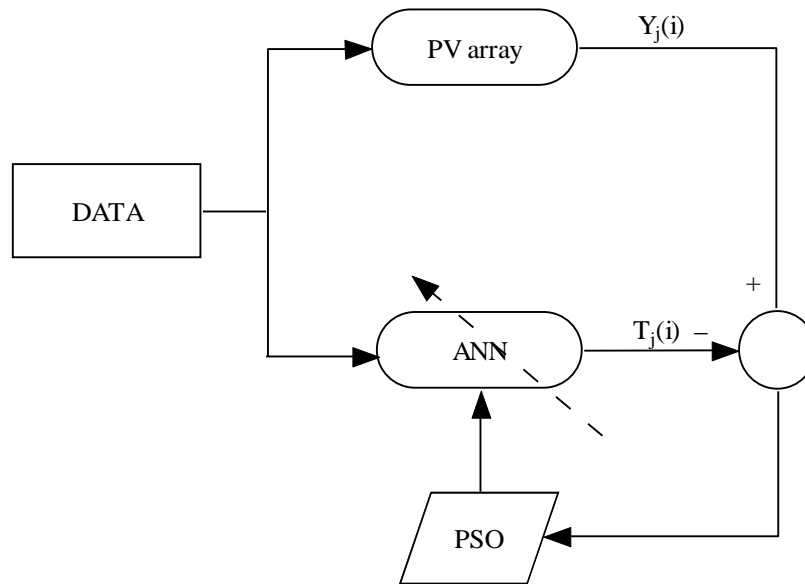 PV array
Yj(i)
DATA
+
ANN
Tj(i) −
PSO